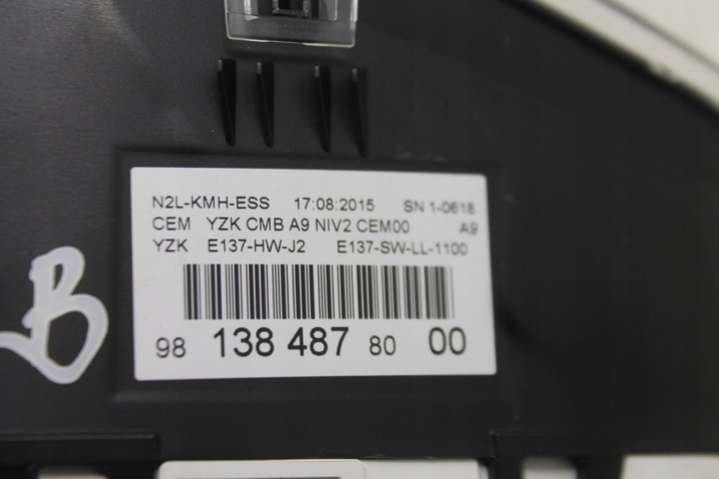 N2L-KMH-ESS 17:08:2015 SN 1-0618
CEM YZK CMB A9 NIV2 CEM00 A9
YZK E137-HW-J2 E137-SW-LL-1100
98 138 487 80 00
B